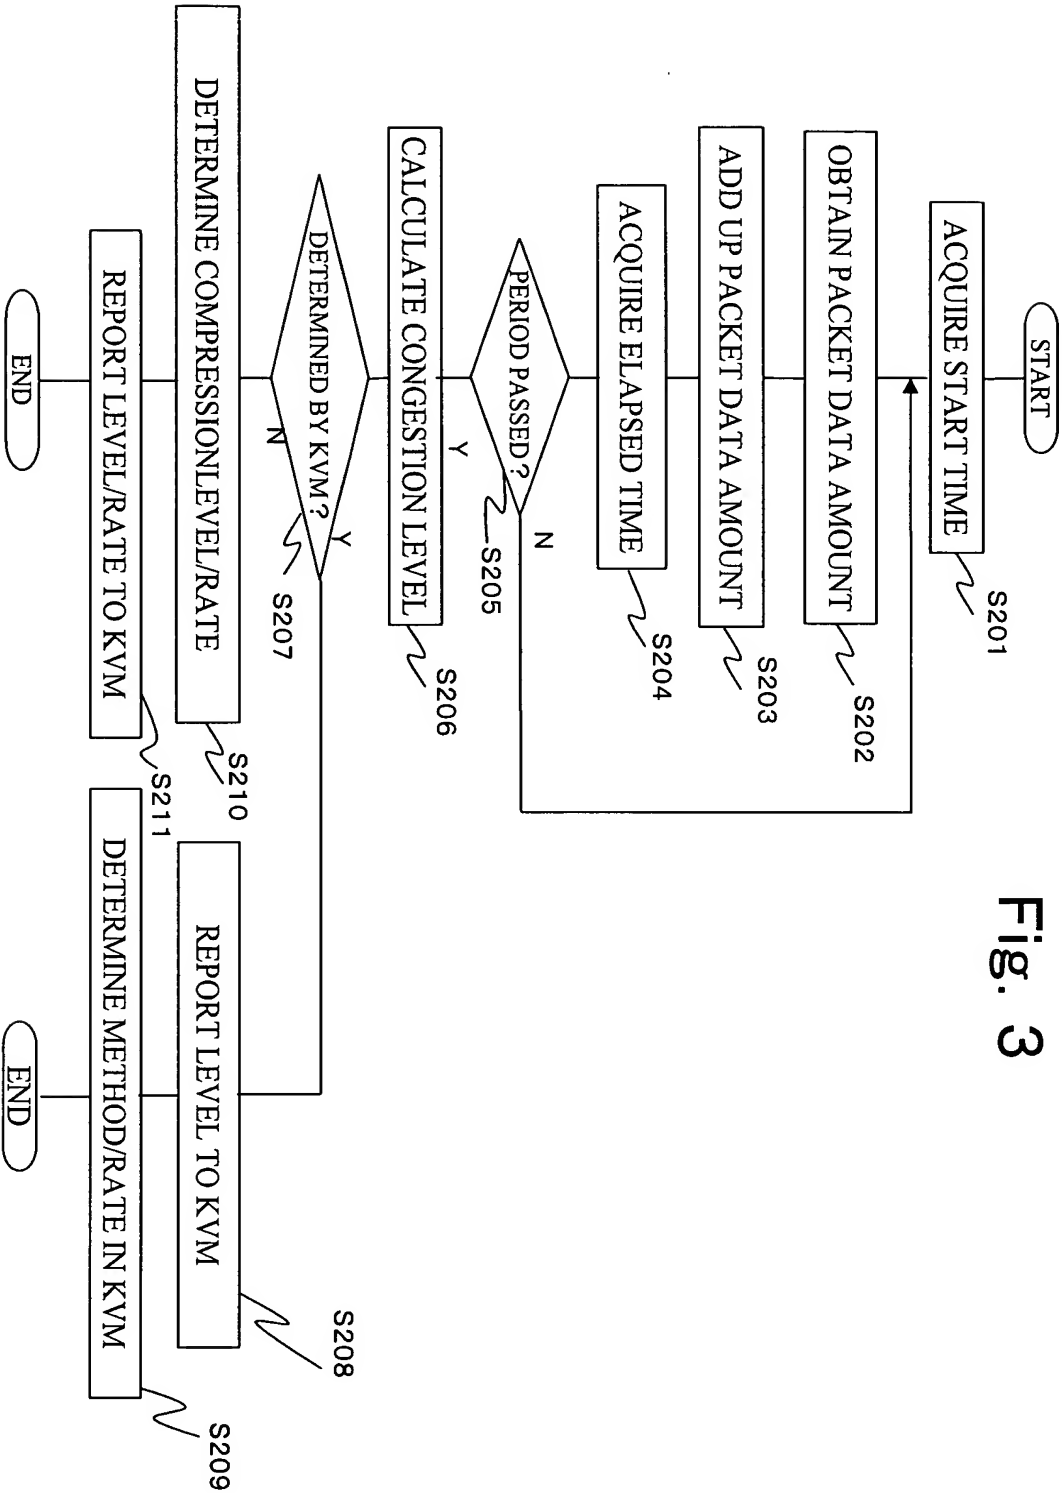 Fig. 3
START
ACQUIRE START TIME
S201
OBTAIN PACKET DATA AMOUNT
S202
ADD UP PACKET DATA AMOUNT
S203
ACQUIRE ELAPSED TIME
S204
PERIOD PASSED?
N
S205
Y
CALCULATE CONGESTION LEVEL
S206
DETERMINED BY KVM?
Y
S207
N
DETERMINE COMPRESSIONLEVEL/RATE
S210
REPORT LEVEL TO KVM
S208
REPORT LEVEL/RATE TO KVM
S211
DETERMINE METHOD/RATE IN KVM
S209
END
END